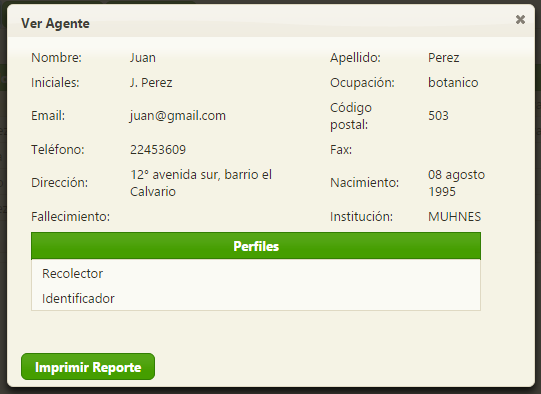 Ver Agente
Nombre: Juan Apellido: Perez
Iniciales: J. Perez Ocupación: botanico
Email: juan@gmail.com Código postal: 503
Teléfono: 22453609 Fax:
Dirección: 12° avenida sur, barrio el Calvario Nacimiento: 08 agosto 1995
Fallecimiento: Institución: MUHNES
Perfiles
Recolector
Identificador
Imprimir Reporte